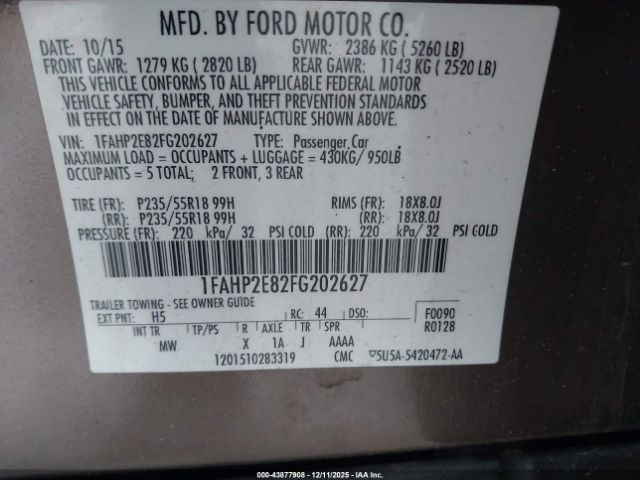 MFD. BY FORD MOTOR CO.
DATE: 10/15 GVWR: 2386 KG ( 5260 LB)
FRONT GAWR: 1279 KG ( 2820 LB) REAR GAWR: 1143 KG ( 2520 LB)
THIS VEHICLE CONFORMS TO ALL APPLICABLE FEDERAL MOTOR
VEHICLE SAFETY, BUMPER, AND THEFT PREVENTION STANDARDS
IN EFFECT ON THE DATE OF MANUFACTURE SHOWN ABOVE.
VIN: 1FAHP2E82FG202627 TYPE: Passenger Car
MAXIMUM LOAD = OCCUPANTS + LUGGAGE = 430KG/ 950LB
OCCUPANTS = 5 TOTAL; 2 FRONT, 3 REAR
TIRE (FR): P235/55R18 99H RIMS (FR): 18X8.0J
(RR): P235/55R18 99H (RR): 18X8.0J
PRESSURE (FR): 220 kPa/ 32 PSI COLD (RR): 220 kPa/ 32 PSI COLD
1FAHP2E82FG202627
TRAILER TOWING - SEE OWNER GUIDE
EXT PNT: H5 RC: 44 DSO: F0090
INT TR TP/PS R AXLE TR SPR R0128
MW X 1A J AAAA
1201510283319 CMC 5U5A-5420472-AA
00-43877908 - 12/11/2025 - IAAI.CA